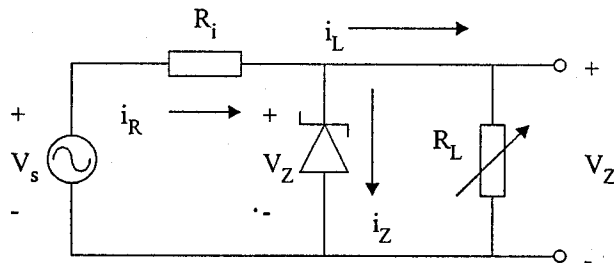 R_i i_L
+ i_R + +
V_s V_Z R_L V_Z
- - i_Z -